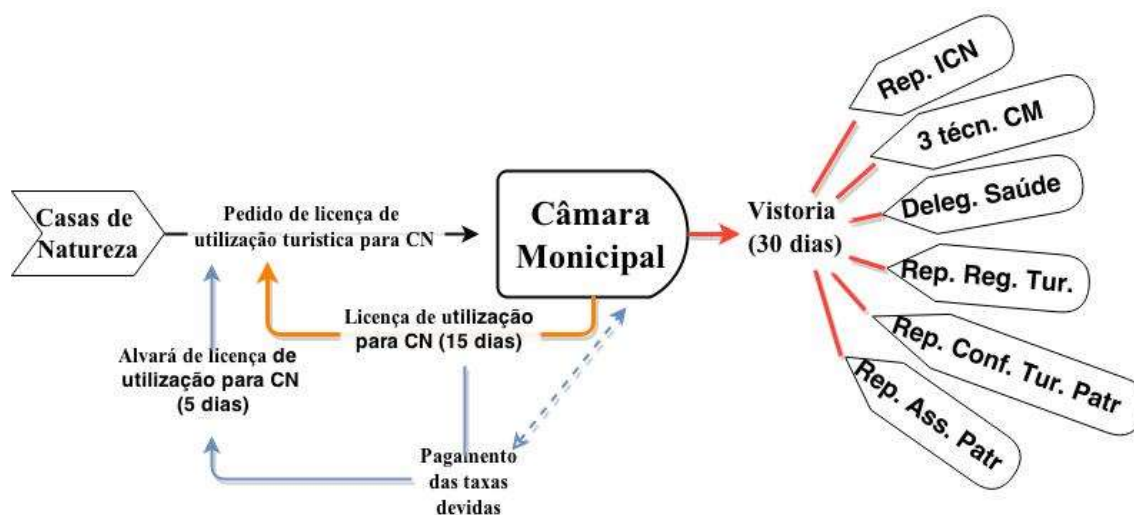 Casas de
Natureza
Pedido de licença de
utilização turistica para CN
Câmara
Monicipal
Vistoria
(30 dias)
Rep. ICN
3 técn. CM
Deleg. Saúde
Rep. Reg. Tur.
Rep. Conf. Tur. Patr
Rep. Ass. Patr
Licença de utilização
para CN (15 dias)
Alvará de licença de
utilização para CN
(5 dias)
Pagamento
das taxas
devidas